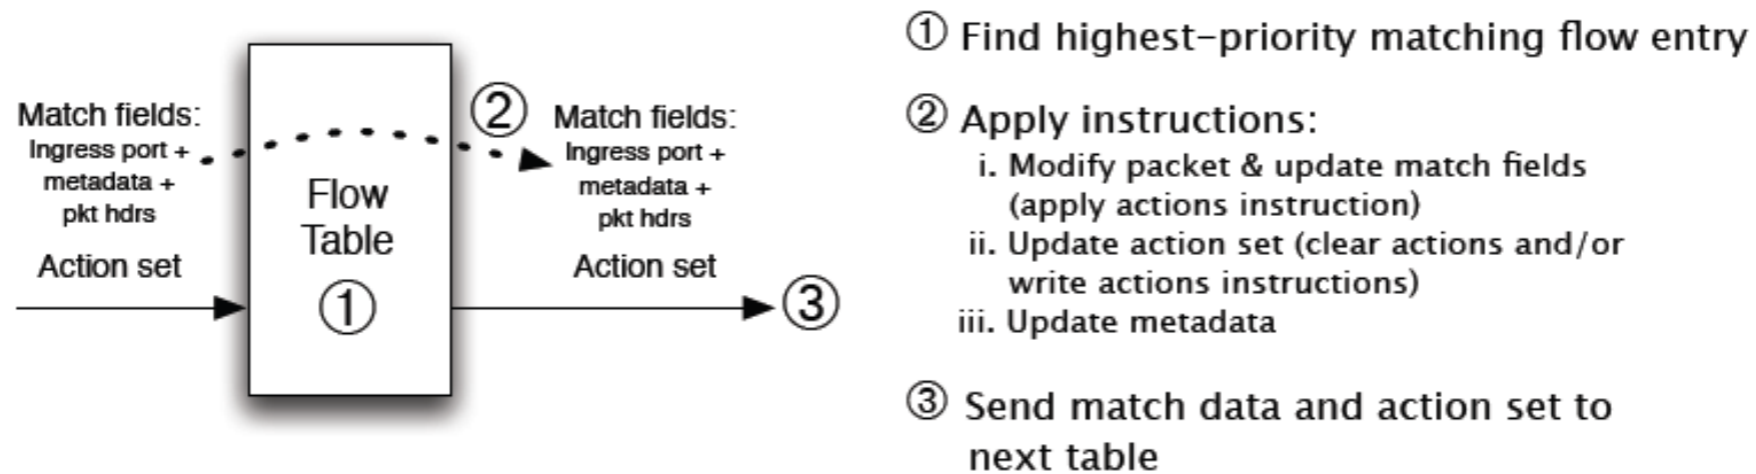 Match fields:
Ingress port +
metadata +
pkt hdrs
Action set
Flow
Table
①
②
Match fields:
Ingress port +
metadata +
pkt hdrs
Action set
③
① Find highest–priority matching flow entry
② Apply instructions:
i. Modify packet & update match fields
(apply actions instruction)
ii. Update action set (clear actions and/or
write actions instructions)
iii. Update metadata
③ Send match data and action set to
next table